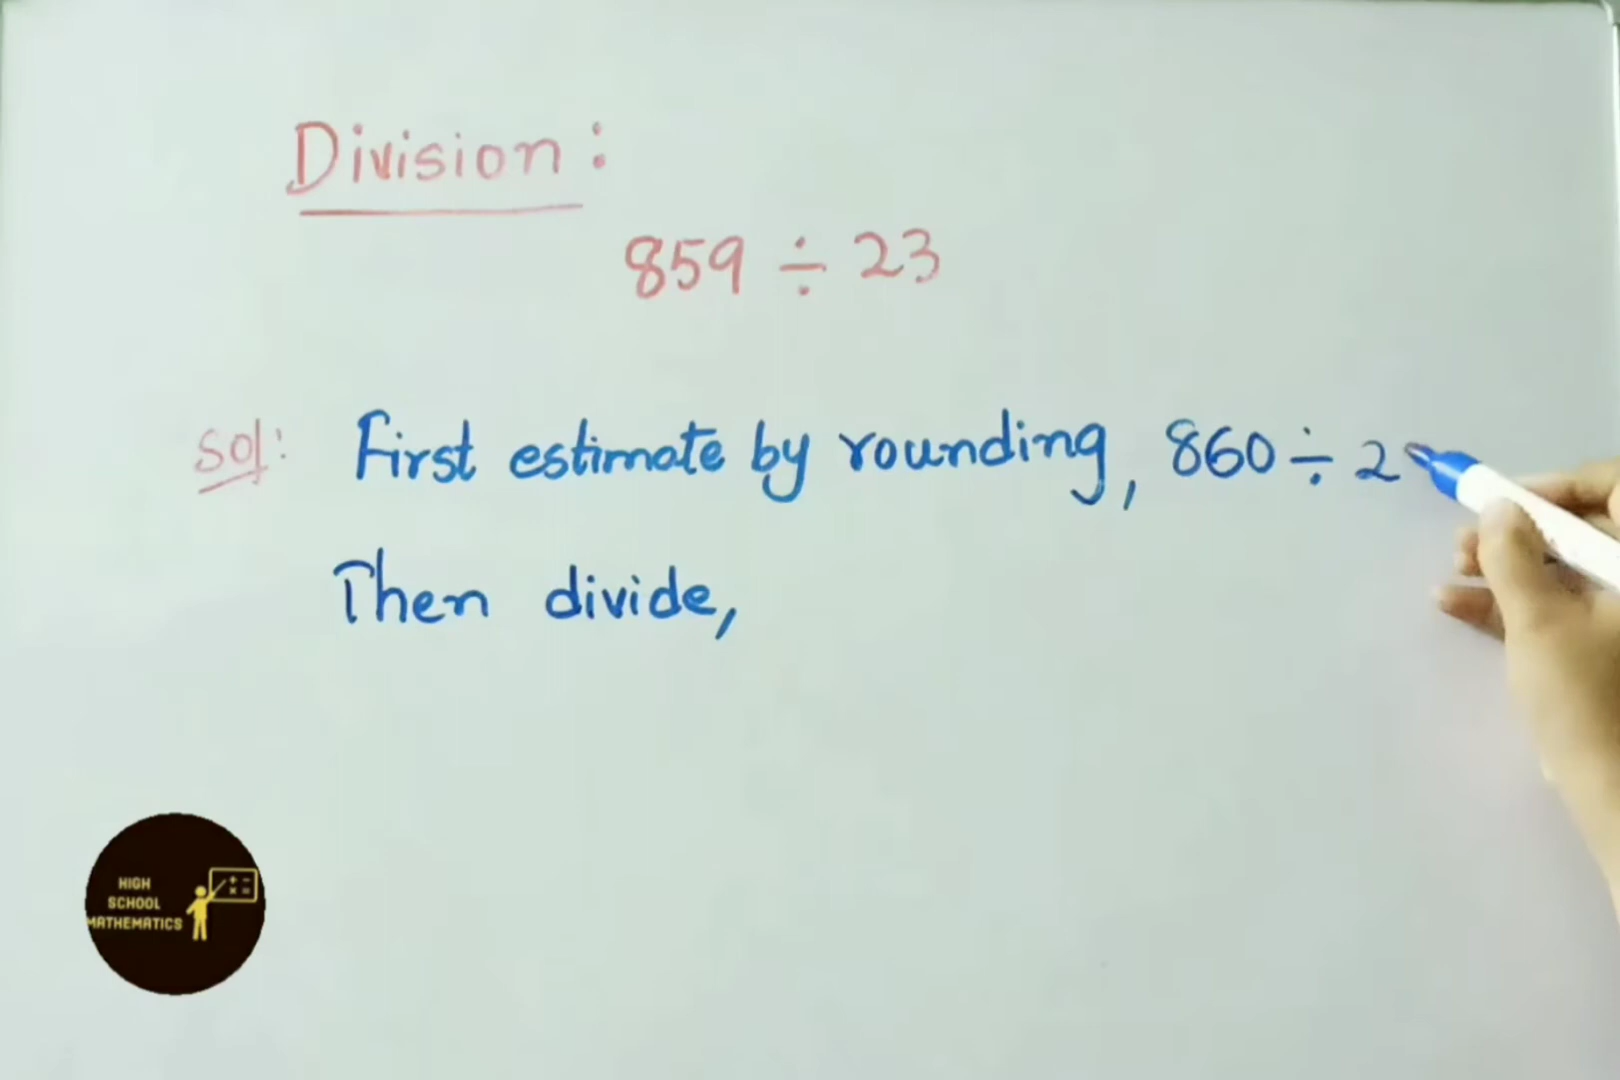 Division:
859 ÷ 23
Sol: First estimate by rounding, 860 ÷ 2
Then divide,
HIGH
SCHOOL
MATHEMATICS